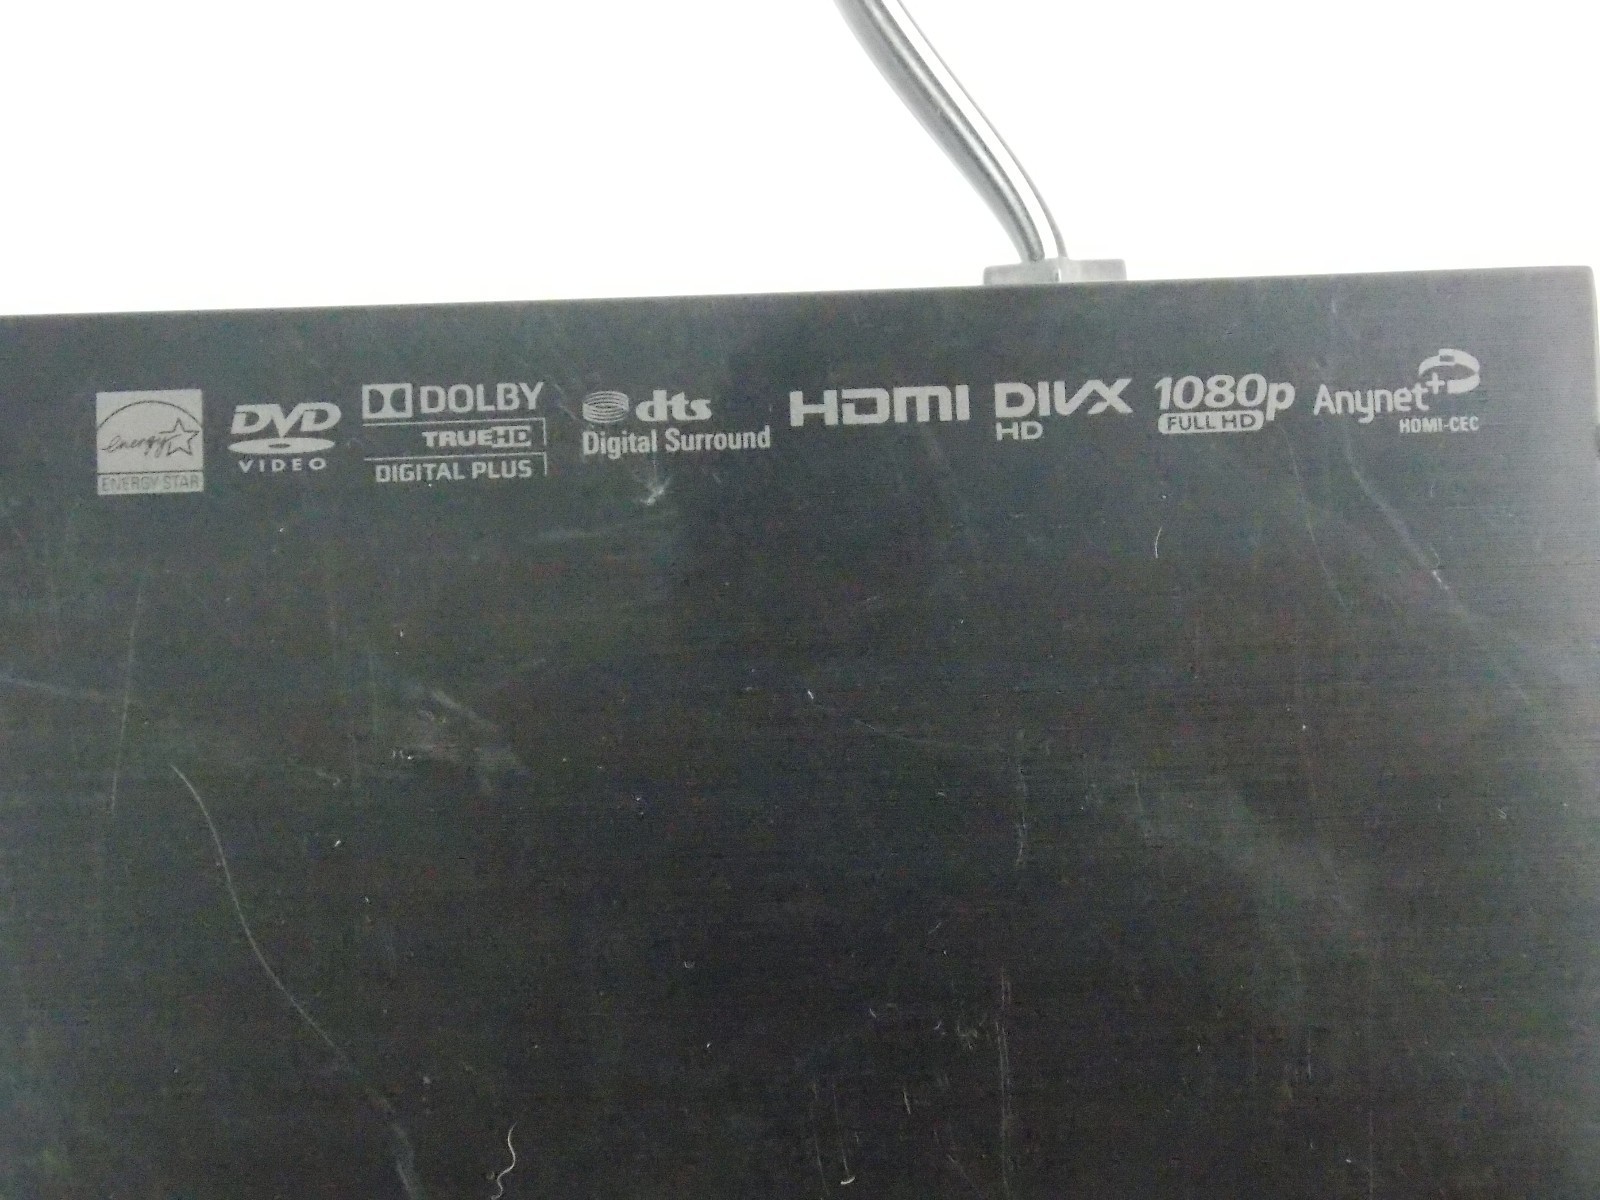 energy
ENERGY STAR
DVD
VIDEO
DOLBY
TRUEHD
DIGITAL PLUS
dts
Digital Surround
HDMI
DIVX
HD
1080p
FULL HD
Anynet+
HDMI-CEC